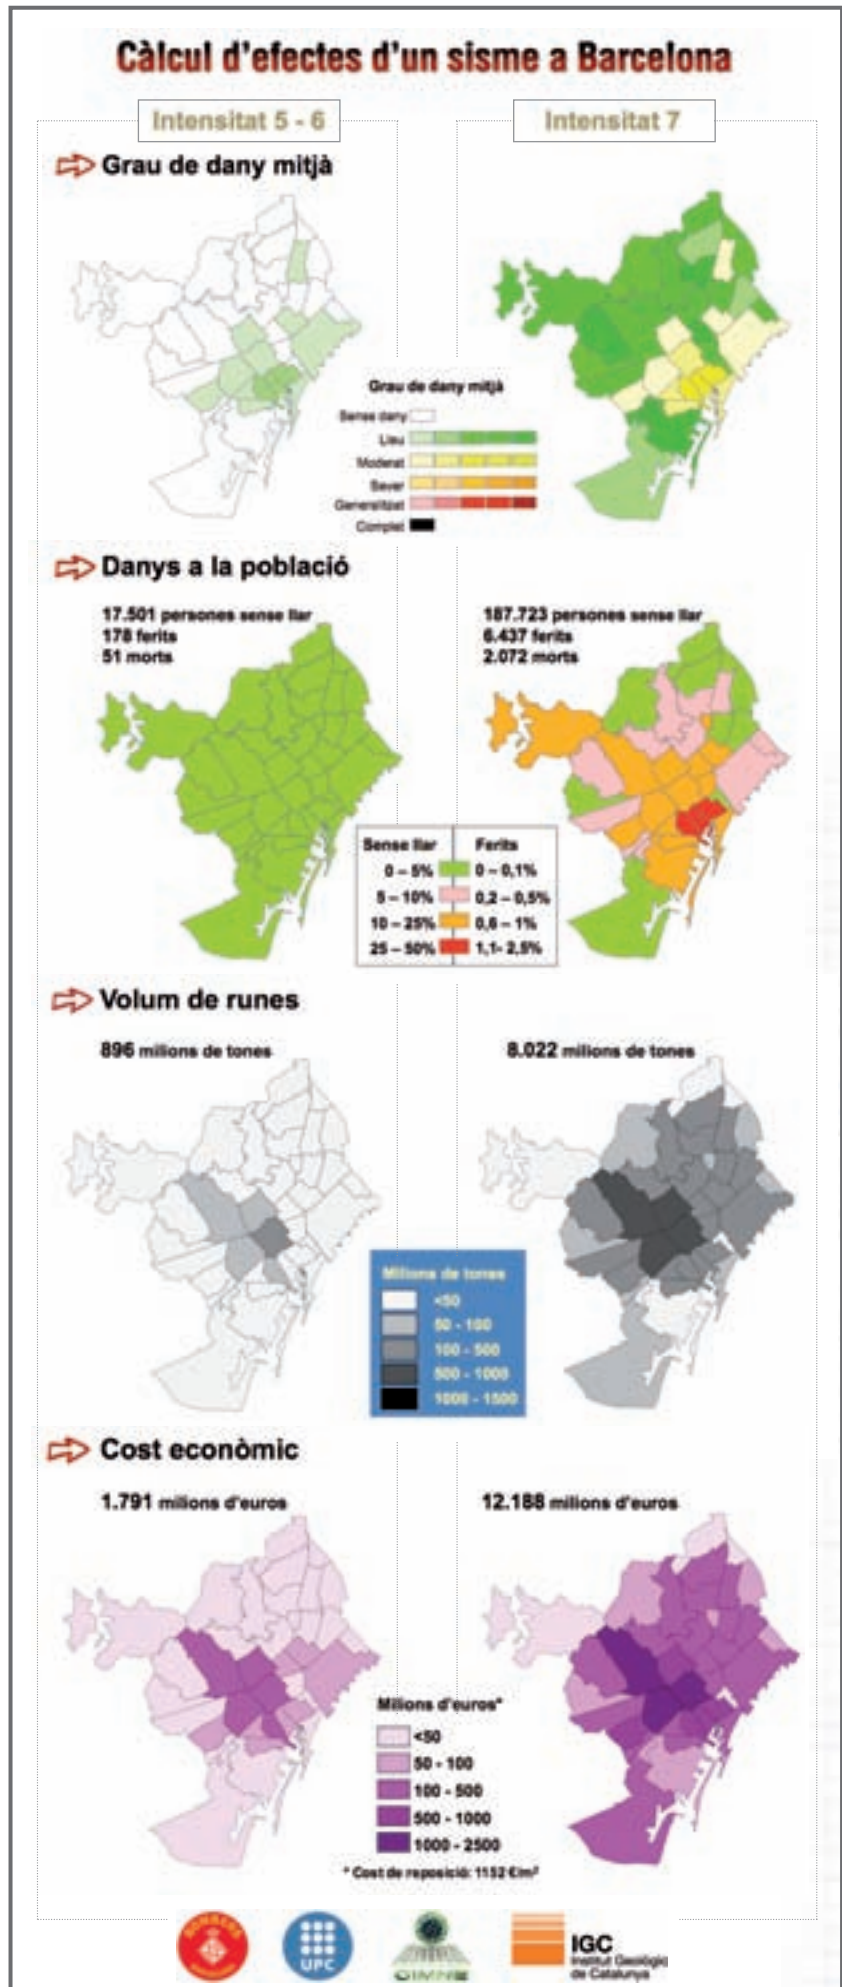 Càlcul d'efectes d'un sisme a Barcelona
Intensitat 5 - 6
Intensitat 7
Grau de dany mitjà
Grau de dany mitjà
Sense dany
Lleu
Moderat
Sever
Generalitzat
Complet
Danys a la població
17.501 persones sense llar
178 ferits
51 morts
187.723 persones sense llar
6.437 ferits
2.072 morts
Sense llar Ferits
0 – 5% 0 – 0,1%
5 – 10% 0,2 – 0,5%
10 – 25% 0,6 – 1%
25 – 50% 1,1- 2,5%
Volum de runes
896 milions de tones
8.022 milions de tones
Milions de tones
<50
50 - 100
100 - 500
500 - 1000
1000 - 1500
Cost econòmic
1.791 milions d'euros
12.188 milions d'euros
Milions d'euros*
<50
50 - 100
100 - 500
500 - 1000
1000 - 2500
* Cost de reposició: 1152 €/m²
BOMBERS
UPC
CIMNE
IGC
Institut Geològic
de Catalunya